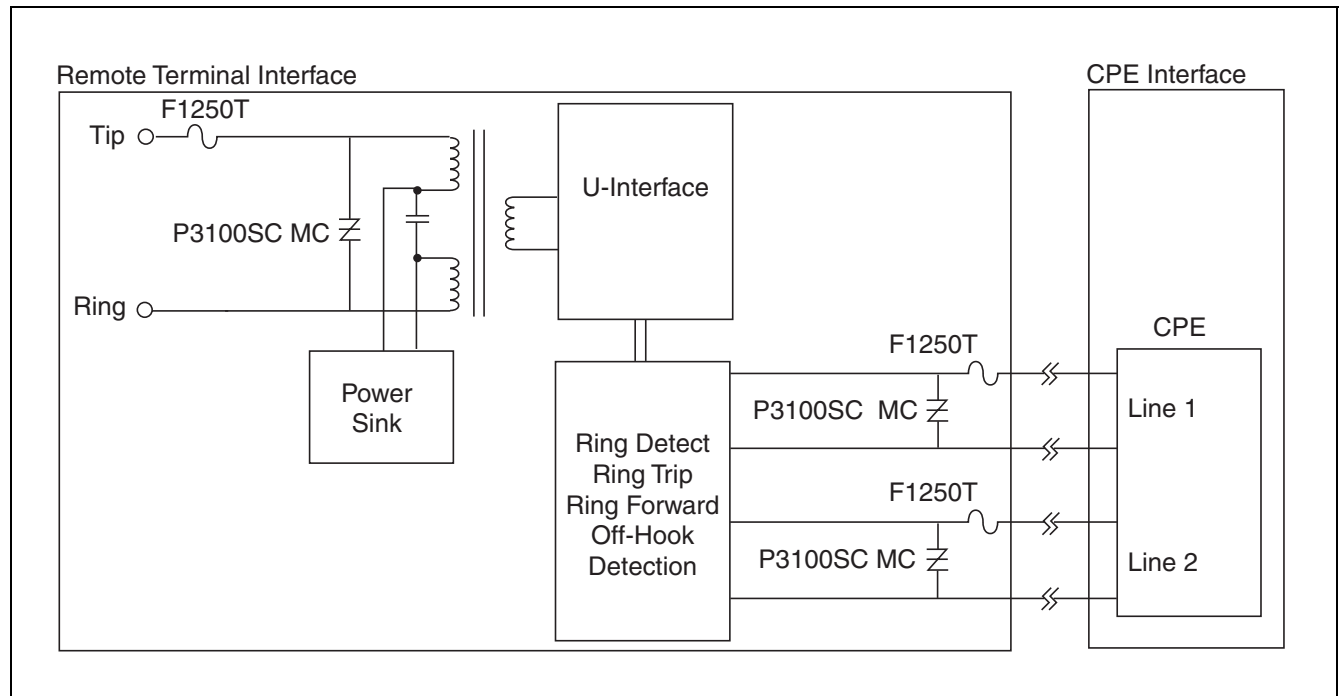 Remote Terminal Interface
CPE Interface
F1250T
Tip
U-Interface
P3100SC MC
Ring
CPE
F1250T
Power
Sink
P3100SC MC
Line 1
Ring Detect
Ring Trip
Ring Forward
Off-Hook
Detection
F1250T
P3100SC MC
Line 2